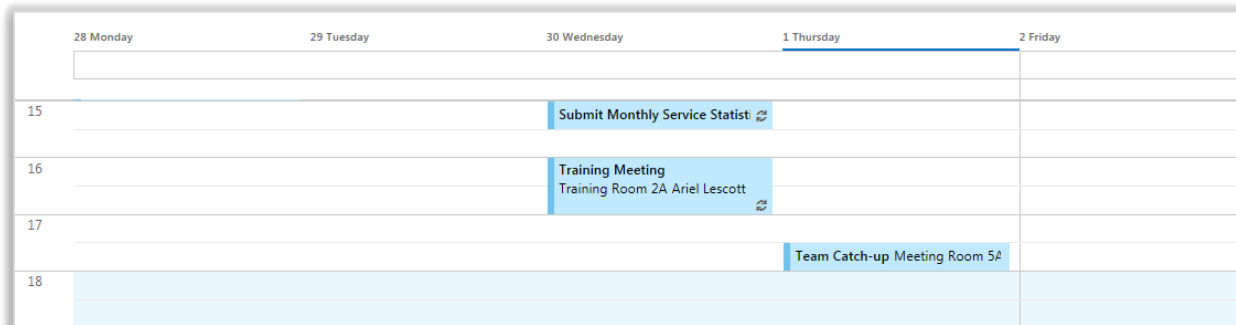 28 Monday 29 Tuesday 30 Wednesday 1 Thursday 2 Friday
15 Submit Monthly Service Statisti
16 Training Meeting
Training Room 2A Ariel Lescott
17
Team Catch-up Meeting Room 5A
18